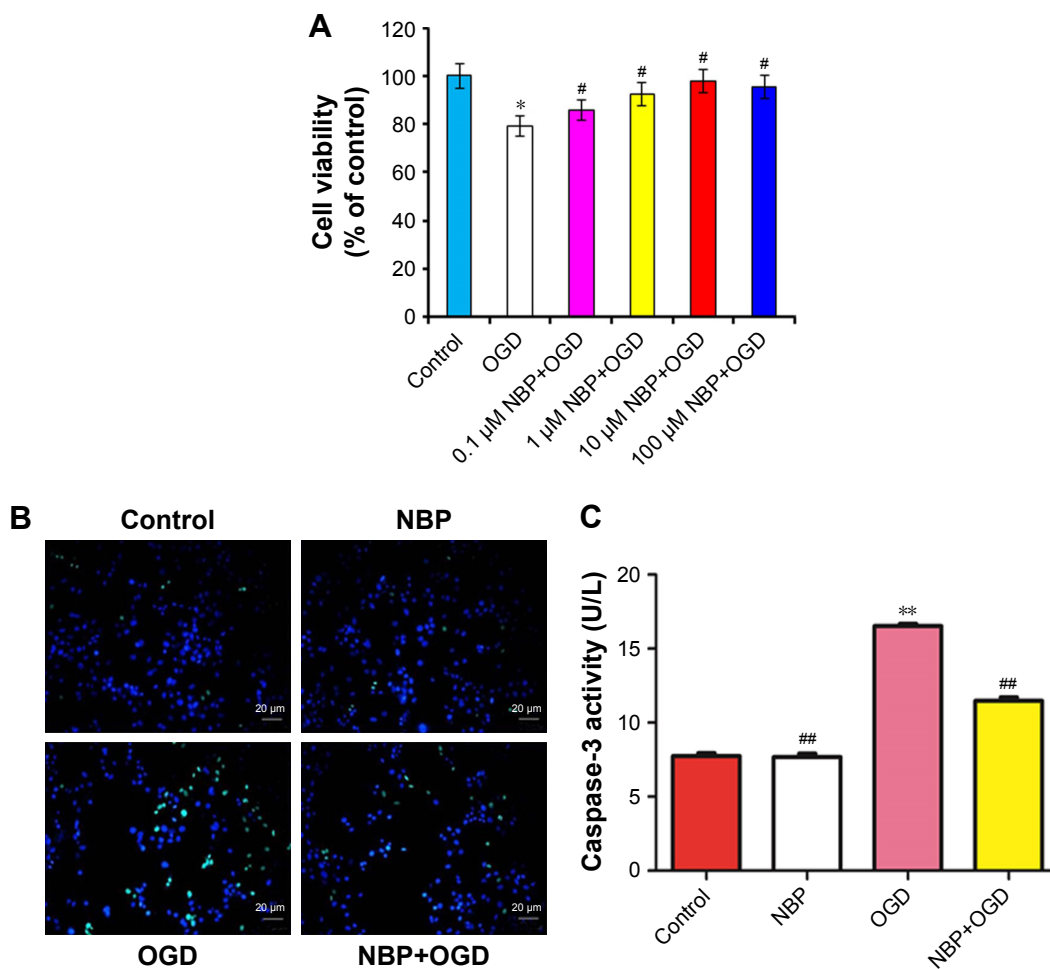 A
Cell viability
(% of control)
120
100
80
60
40
20
0
*
#
#
#
#
Control
OGD
0.1 µM NBP+OGD
1 µM NBP+OGD
10 µM NBP+OGD
100 µM NBP+OGD
B
Control
NBP
20 µm
20 µm
20 µm
20 µm
OGD
NBP+OGD
C
Caspase-3 activity (U/L)
20
15
10
5
0
##
**
##
Control
NBP
OGD
NBP+OGD